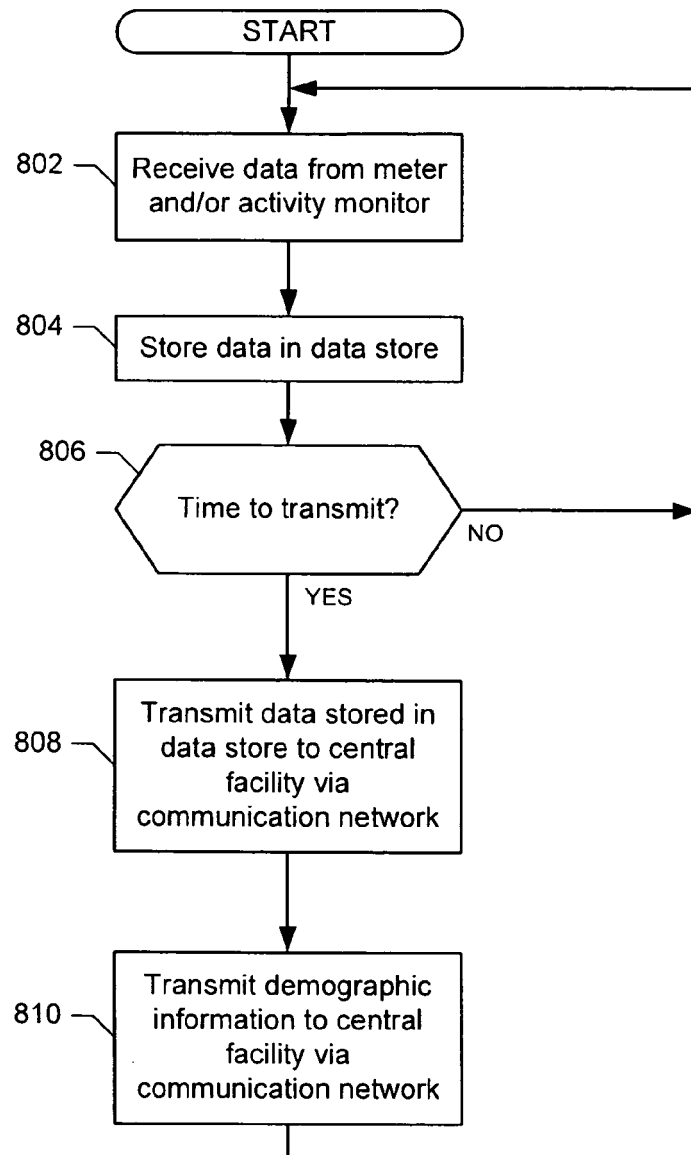 START
802
Receive data from meter
and/or activity monitor
804
Store data in data store
806
Time to transmit?
NO
YES
808
Transmit data stored in
data store to central
facility via
communication network
810
Transmit demographic
information to central
facility via
communication network